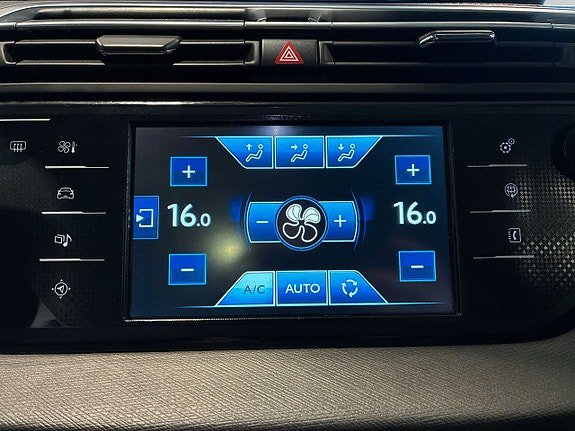 + +
16.0 − + 16.0
− −
A/C AUTO